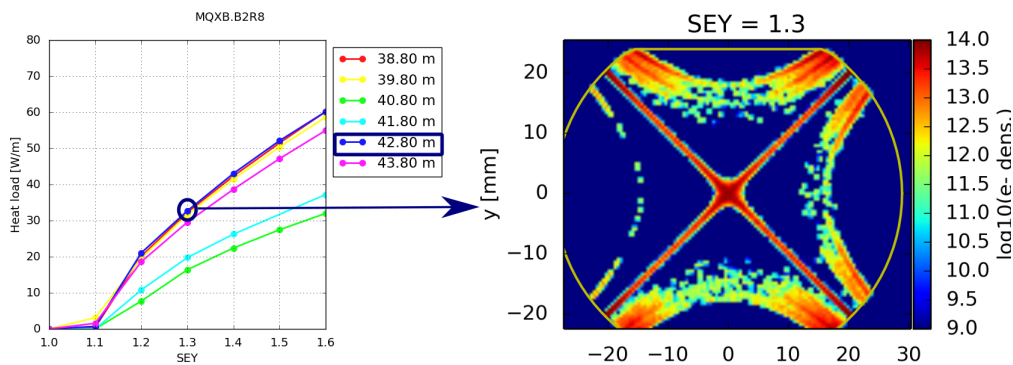 MQXB.B2R8
80
70
60
50
40
30
20
10
0
Heat load [W/m]
1.0 1.1 1.2 1.3 1.4 1.5 1.6
SEY
38.80 m
39.80 m
40.80 m
41.80 m
42.80 m
43.80 m
SEY = 1.3
y [mm]
20
10
0
−10
−20
−20 −10 0 10 20 30
14.0
13.5
13.0
12.5
12.0
11.5
11.0
10.5
10.0
9.5
9.0
log10(e- dens.)